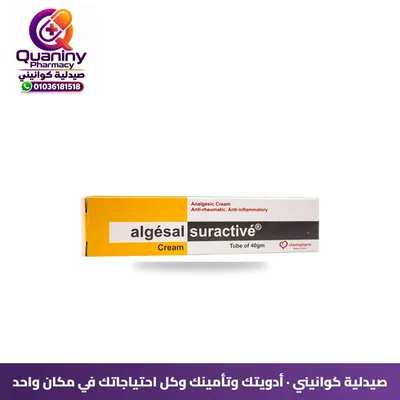 Quaniny
Pharmacy
صيدلية كوانيني
01036181518
Analgesic Cream
Anti-rheumatic, Anti-inflammatory
algésal suractivé®
Cream
Tube of 40gm
chemipharm
صيدلية كوانيني · أدويتك وتأمينك وكل احتياجاتك في مكان واحد